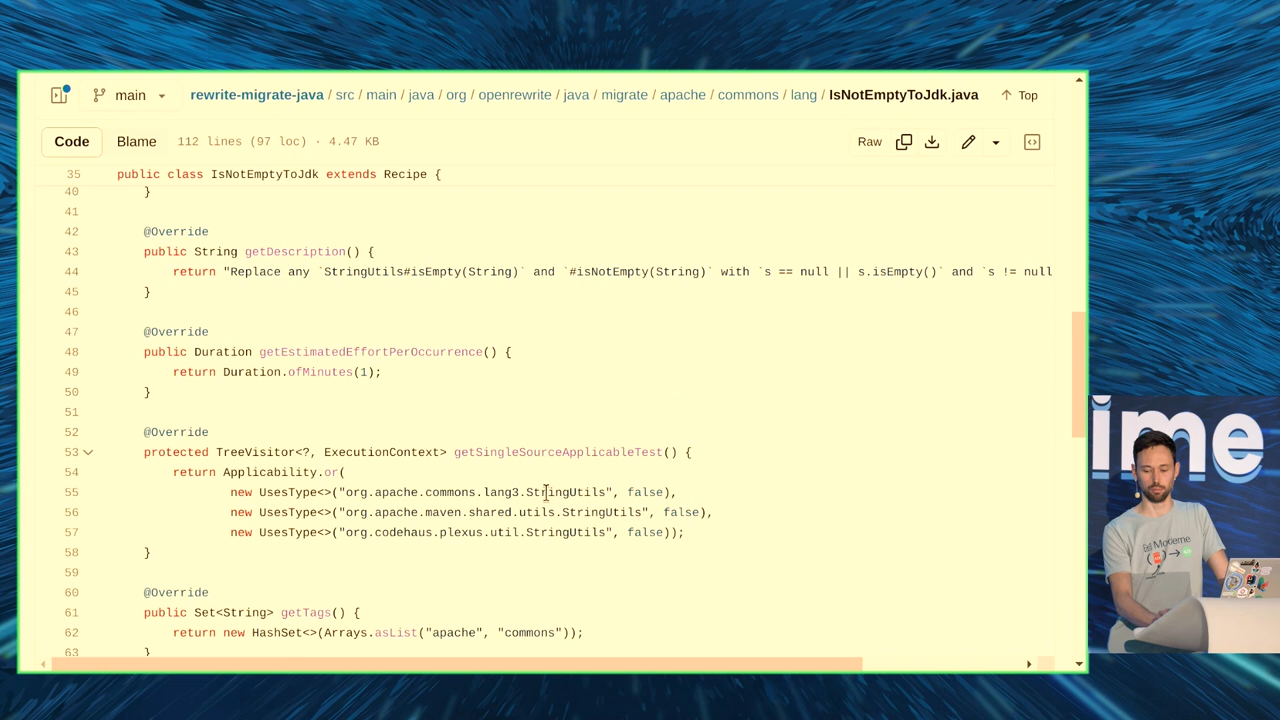 main
rewrite-migrate-java / src / main / java / org / openrewrite / java / migrate / apache / commons / lang / IsNotEmptyToJdk.java
Top
Code
Blame
112 lines (97 loc) · 4.47 KB
Raw
35 public class IsNotEmptyToJdk extends Recipe {
40 }
41
42 @Override
43 public String getDescription() {
44 return "Replace any `StringUtils#isEmpty(String)` and `#isNotEmpty(String)` with `s == null || s.isEmpty()` and `s != null
45 }
46
47 @Override
48 public Duration getEstimatedEffortPerOccurrence() {
49 return Duration.ofMinutes(1);
50 }
51
52 @Override
53 protected TreeVisitor<?, ExecutionContext> getSingleSourceApplicableTest() {
54 return Applicability.or(
55 new UsesType<>("org.apache.commons.lang3.StringUtils", false),
56 new UsesType<>("org.apache.maven.shared.utils.StringUtils", false),
57 new UsesType<>("org.codehaus.plexus.util.StringUtils", false));
58 }
59
60 @Override
61 public Set<String> getTags() {
62 return new HashSet<>(Arrays.asList("apache", "commons"));
63 }
ime
Moderne